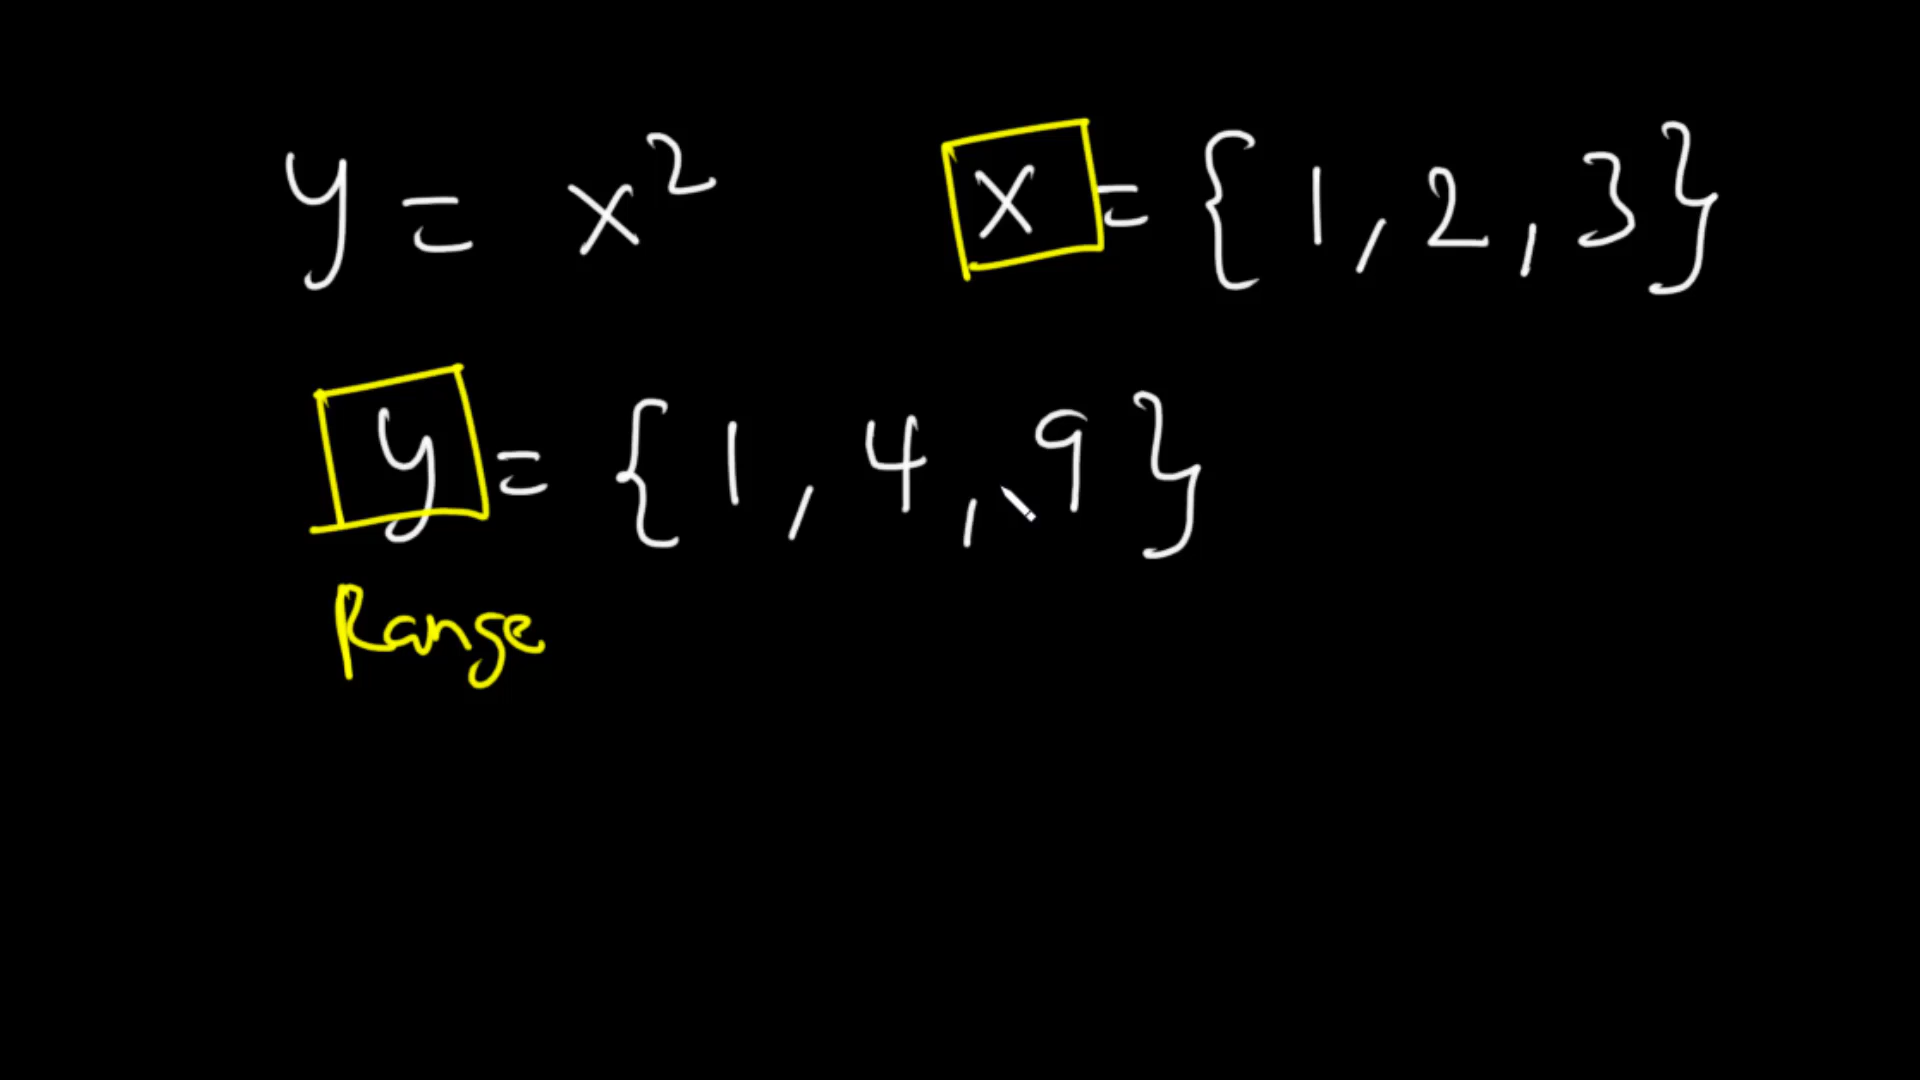 y = x² x = {1, 2, 3}
y = {1, 4, 9}
Range